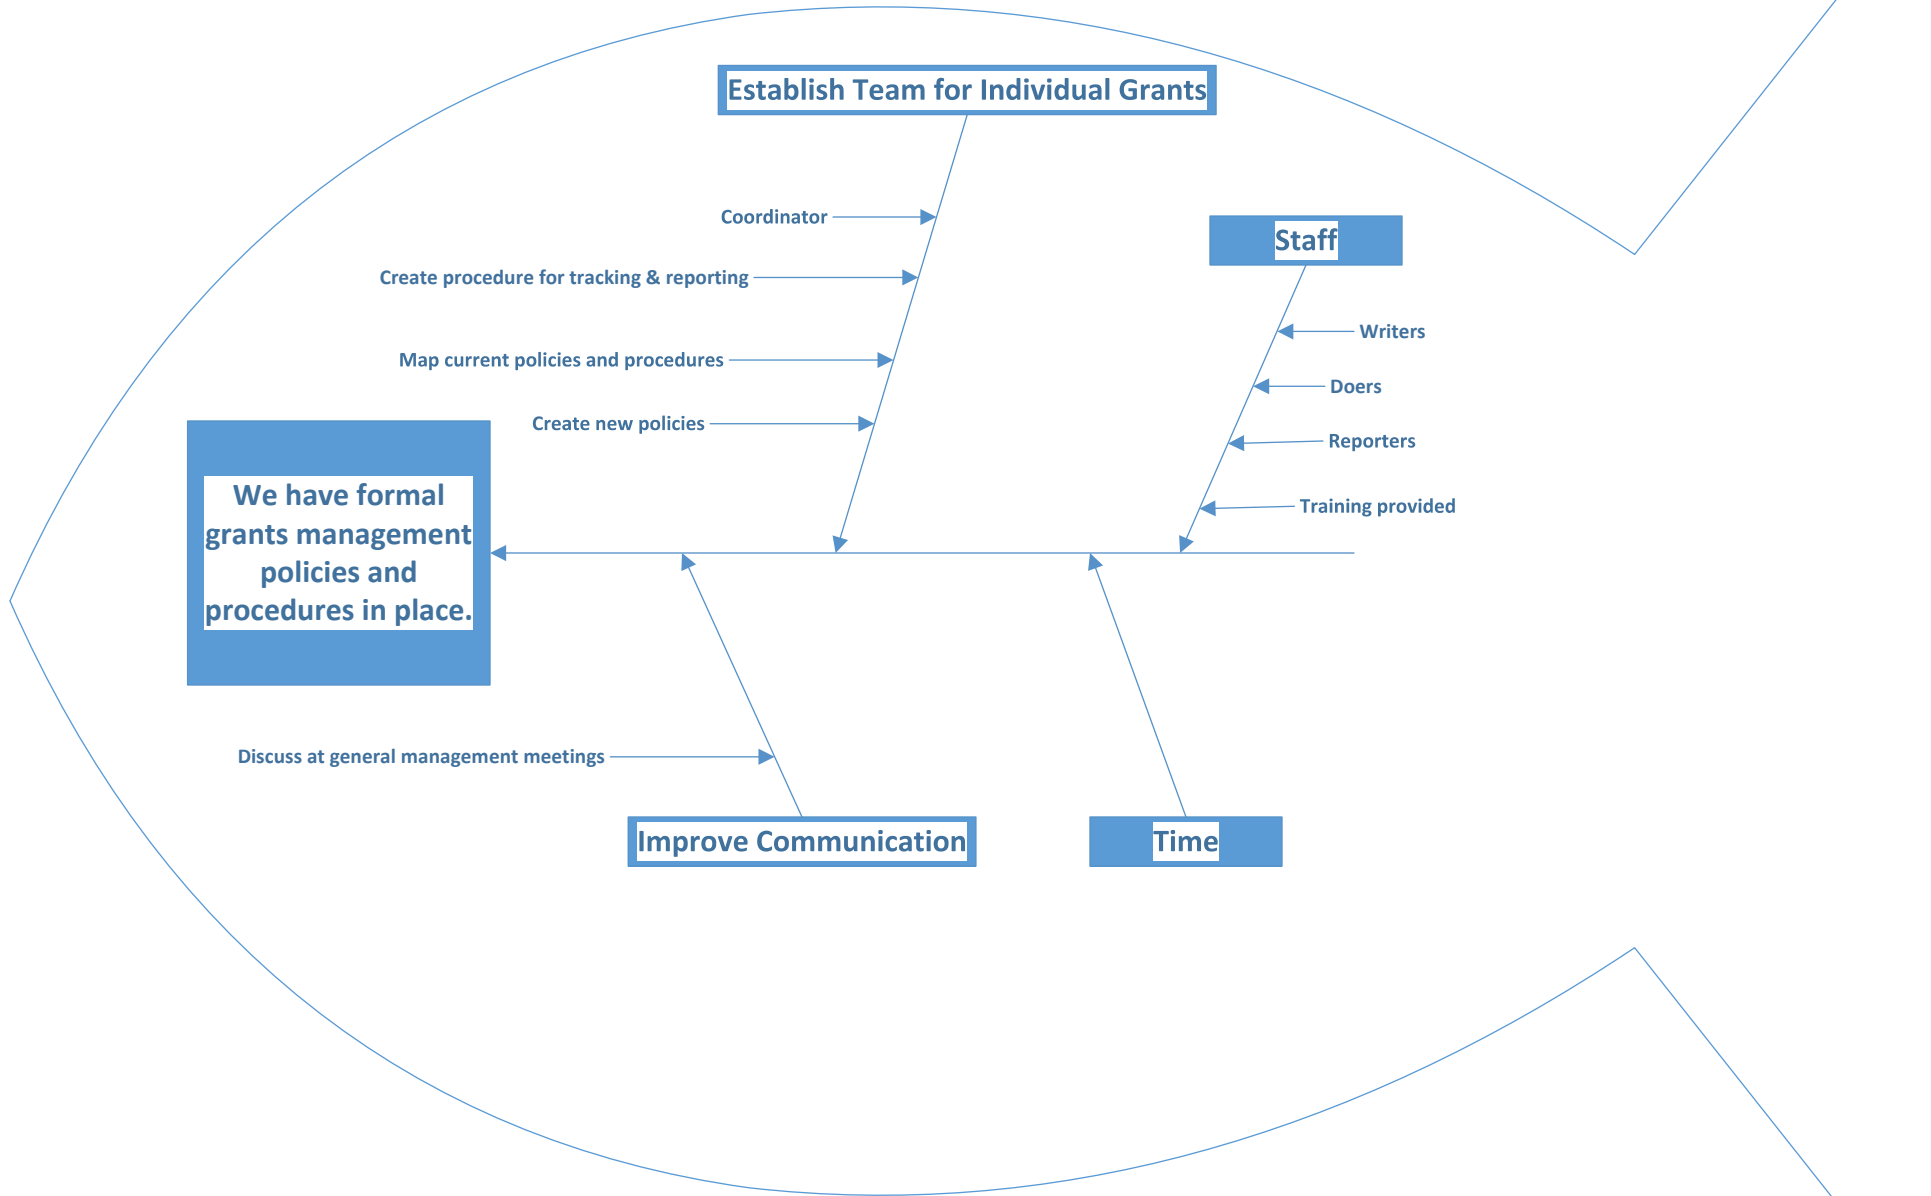 Establish Team for Individual Grants
Coordinator
Staff
Create procedure for tracking & reporting
Writers
Map current policies and procedures
Doers
Create new policies
Reporters
We have formal
grants management
policies and
procedures in place.
Training provided
Discuss at general management meetings
Improve Communication
Time